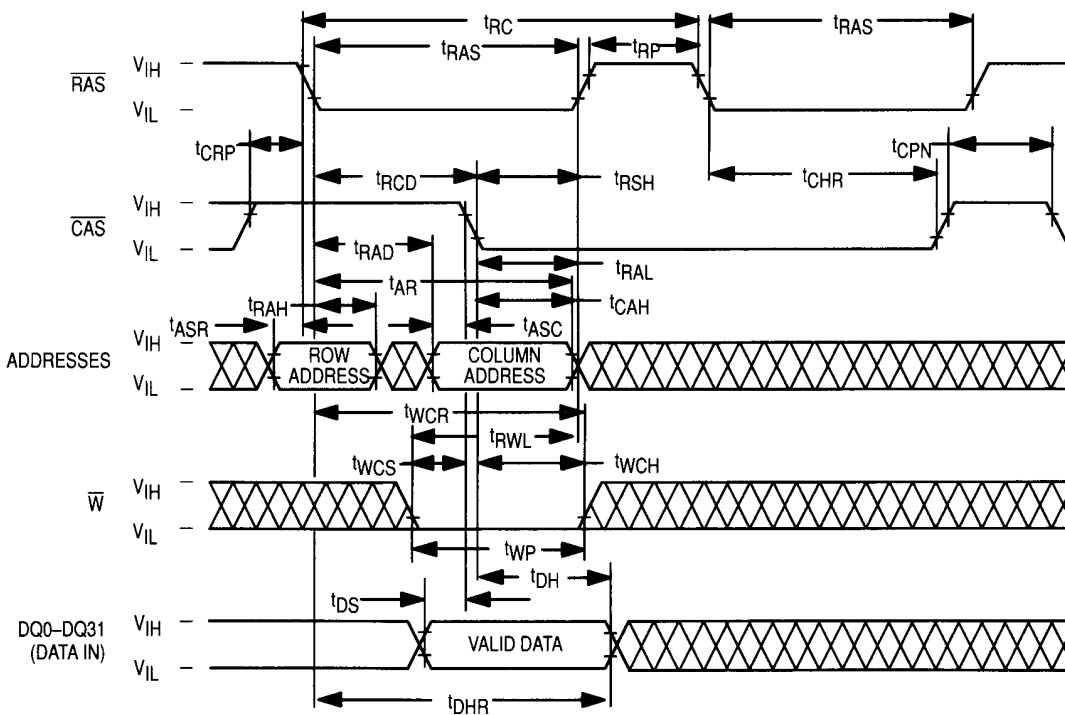 tRC
tRAS
tRP
tRAS
RAS
VIH
VIL
tCRP
tRCD
tRSH
tCHR
tCPN
CAS
VIH
VIL
tRAD
tRAL
tAR
tCAH
tRAH
tASR
tASC
ADDRESSES
VIH
VIL
ROW
ADDRESS
COLUMN
ADDRESS
tWCR
tRWL
tWCS
tWCH
W
VIH
VIL
tWP
tDH
tDS
DQ0–DQ31
(DATA IN)
VIH
VIL
VALID DATA
tDHR